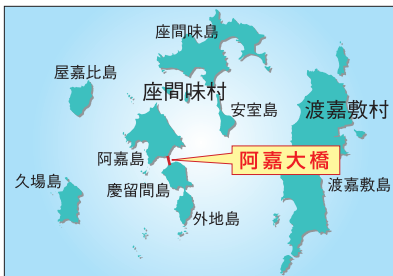 座間味島
屋嘉比島
座間味村
安室島
渡嘉敷村
阿嘉島
阿嘉大橋
久場島
慶留間島
渡嘉敷島
外地島